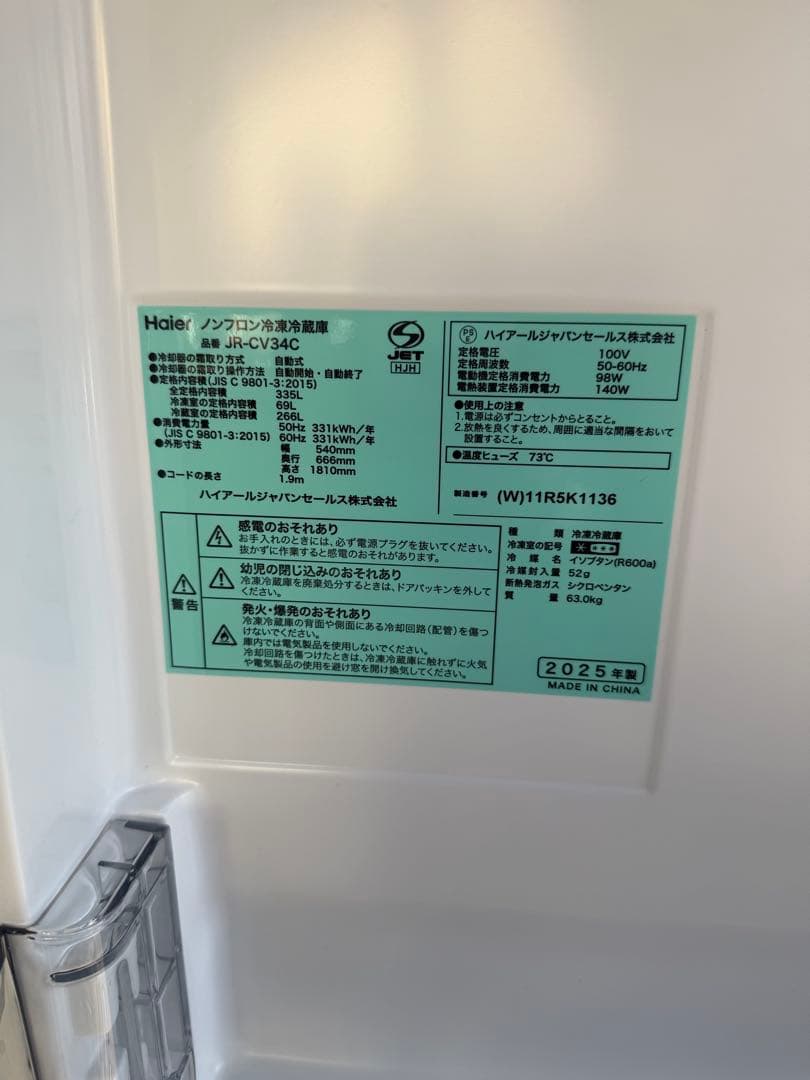 Haier ノンフロン冷凍冷蔵庫
品番 JR-CV34C
JET
HJH
●冷却器の霜取り方式 自動式
●冷却器の霜取り操作方法 自動開始・自動終了
●定格内容積(JIS C 9801-3:2015)
全定格内容積 335L
冷凍室の定格内容積 69L
冷蔵室の定格内容積 266L
●消費電力量 50Hz 331kWh/年
(JIS C 9801-3:2015) 60Hz 331kWh/年
●外形寸法 幅 540mm
奥行 666mm
高さ 1810mm
●コードの長さ 1.9m
ハイアールジャパンセールス株式会社
PS
E
ハイアールジャパンセールス株式会社
定格電圧 100V
定格周波数 50-60Hz
電動機定格消費電力 98W
電熱装置定格消費電力 140W
●使用上の注意
1.電源は必ずコンセントからとること。
2.放熱を良くするため、周囲に適当な間隔をおいて
設置すること。
●温度ヒューズ 73℃
製造番号 (W)11R5K1136
警告
感電のおそれあり
お手入れのときには、必ず電源プラグを抜いてください。
抜かずに作業すると感電のおそれがあります。
幼児の閉じ込みのおそれあり
冷凍冷蔵庫を廃棄処分するときは、ドアパッキンを外して
ください。
発火・爆発のおそれあり
冷凍冷蔵庫の背面や側面にある冷却回路(配管)を傷つ
けないでください。
庫内では電気製品を使用しないでください。
冷却回路を傷つけたときは、冷凍冷蔵庫に触れずに火気
や電気製品の使用を避け窓を開け換気してください。
種類 冷凍冷蔵庫
冷凍室の記号
冷媒名 イソブタン(R600a)
冷媒封入量 52g
断熱発泡ガス シクロペンタン
質量 63.0kg
2025年製
MADE IN CHINA